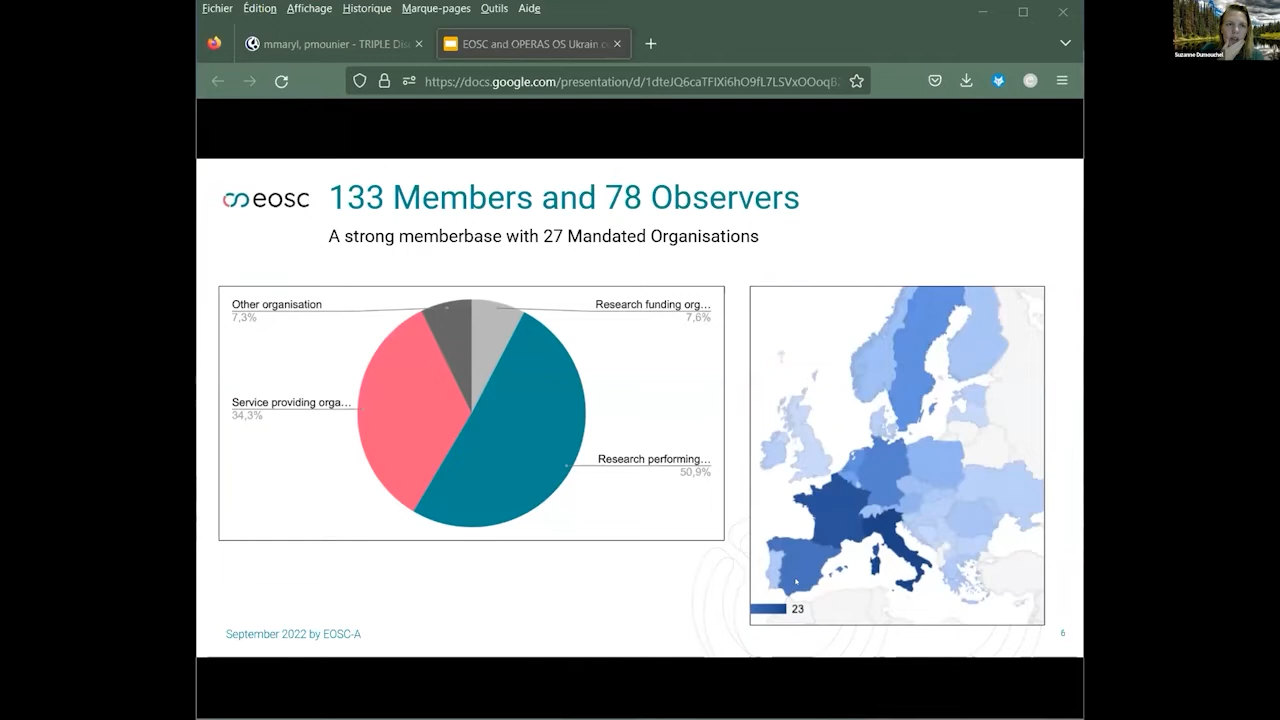 Fichier Édition Affichage Historique Marque-pages Outils Aide
mmaryl, pmounier - TRIPLE Dis
EOSC and OPERAS OS Ukrain c
https://docs.google.com/presentation/d/1dteJQ6caTFIXi6hO9fL7LSVxOOoqB
Suzanne Dumouchel
eosc
133 Members and 78 Observers
A strong memberbase with 27 Mandated Organisations
Other organisation
7,3%
Research funding org…
7,6%
Service providing orga…
34,3%
Research performing…
50,9%
23
September 2022 by EOSC-A
6